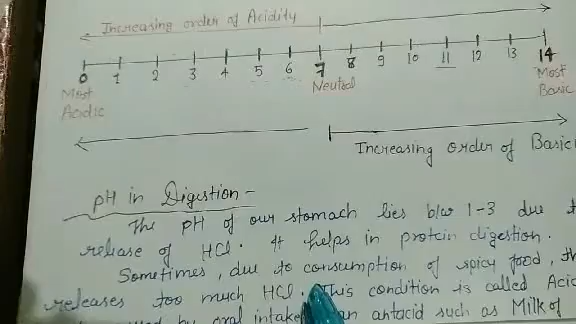 Increasing order of Acidity
0 1 2 3 4 5 6 7 8 9 10 11 12 13 14
Most Acidic
Neutral
Most Basic
Increasing order of Basic
pH in Digestion -
The pH of our stomach lies b/w 1-3 due
release of HCl. It helps in protein digestion.
Sometimes, due to consumption of spicy food, th
releases too much HCl. This condition is called Acid
by oral intake an antacid such as Milk of